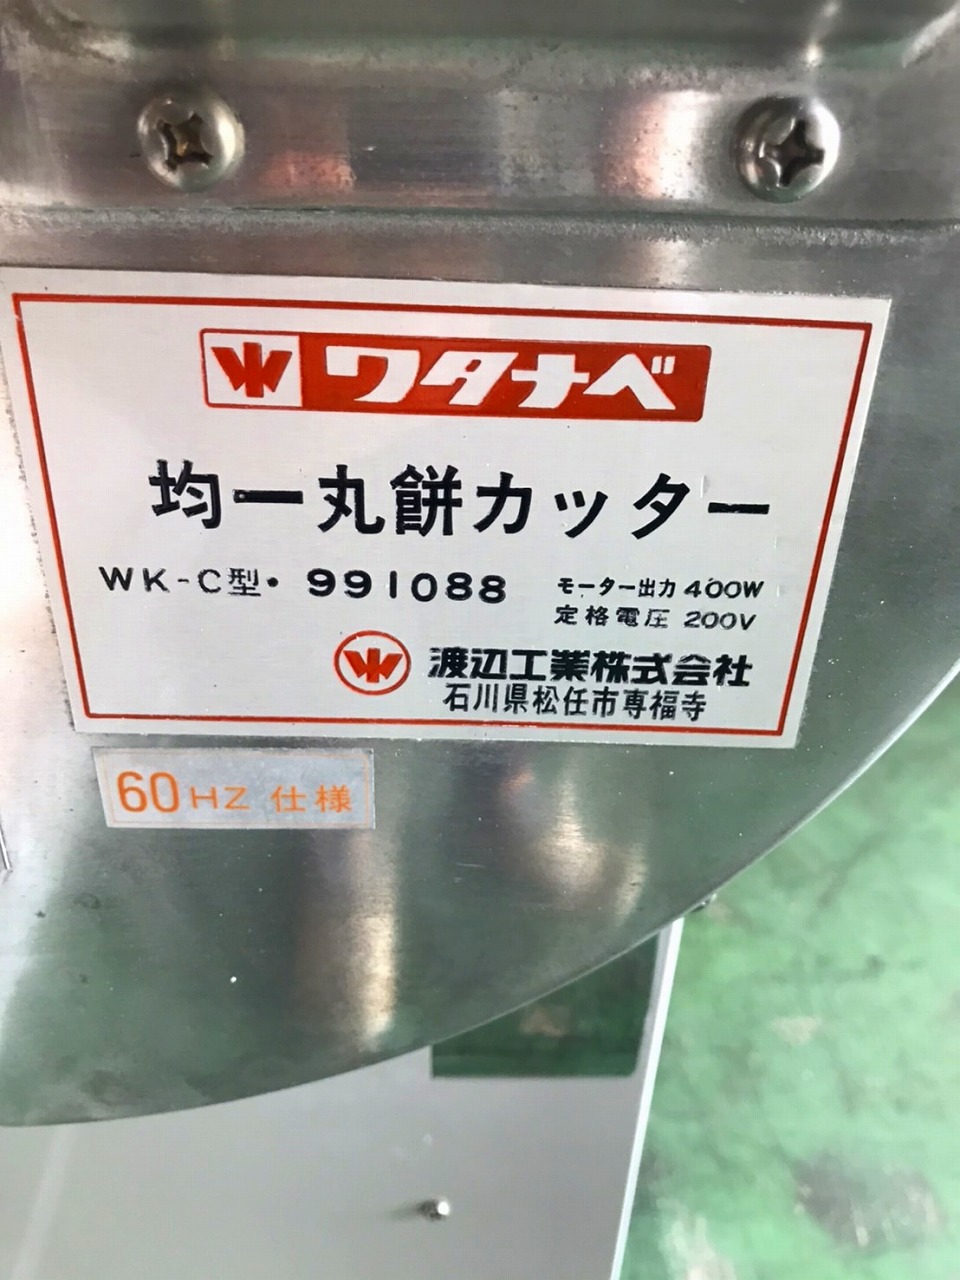 ワタナベ
均一丸餅カッター
WK-C型・991088
モーター出力 400W
定格電圧 200V
渡辺工業株式会社
石川県松任市専福寺
60HZ 仕様